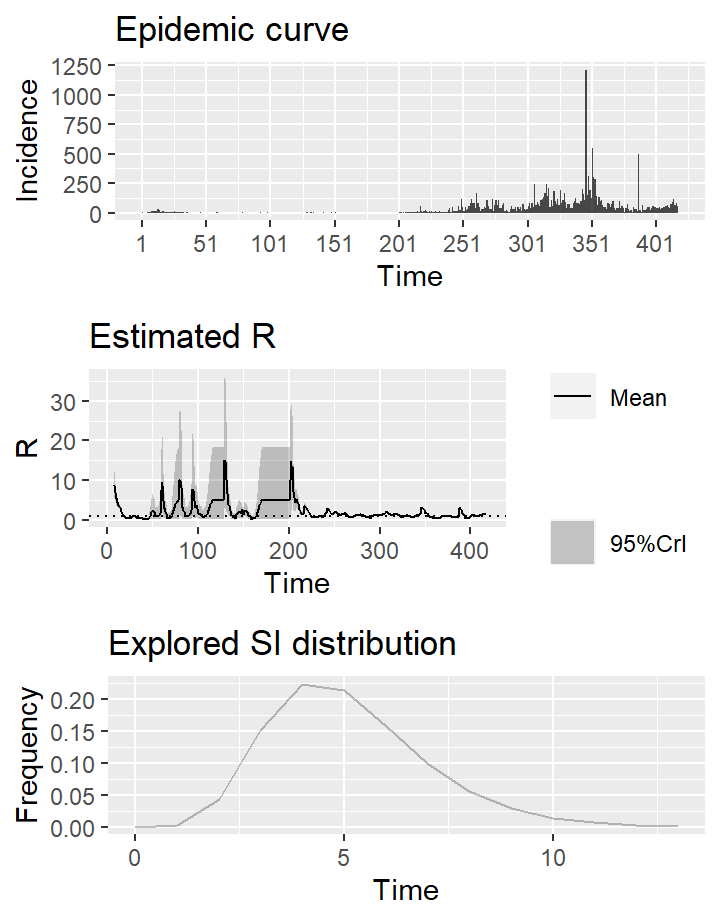 Epidemic curve
1250
1000
750
500
250
0
Incidence
1 51 101 151 201 251 301 351 401
Time
Estimated R
30
20
10
0
R
0 100 200 300 400
Time
Mean
95%CrI
Explored SI distribution
0.20
0.15
0.10
0.05
0.00
Frequency
0 5 10
Time